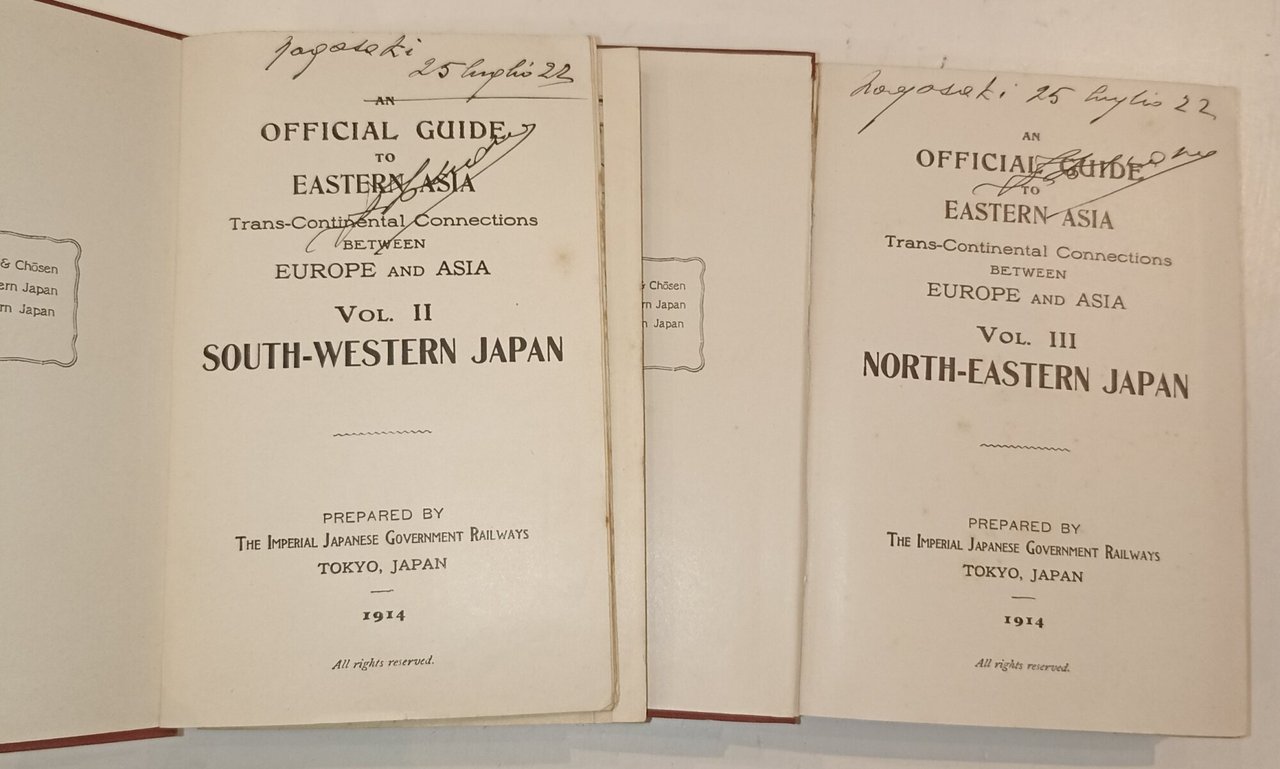 & Chōsen
ern Japan
rn Japan
Nagasaki
25 luglio 22
AN
OFFICIAL GUIDE
TO
EASTERN ASIA
Trans-Continental Connections
BETWEEN
EUROPE AND ASIA
VOL. II
SOUTH-WESTERN JAPAN
PREPARED BY
THE IMPERIAL JAPANESE GOVERNMENT RAILWAYS
TOKYO, JAPAN
1914
All rights reserved.
& Chōsen
rn Japan
n Japan
Nagasaki 25 luglio 22
AN
OFFICIAL GUIDE
TO
EASTERN ASIA
Trans-Continental Connections
BETWEEN
EUROPE AND ASIA
VOL. III
NORTH-EASTERN JAPAN
PREPARED BY
THE IMPERIAL JAPANESE GOVERNMENT RAILWAYS
TOKYO, JAPAN
1914
All rights reserved.